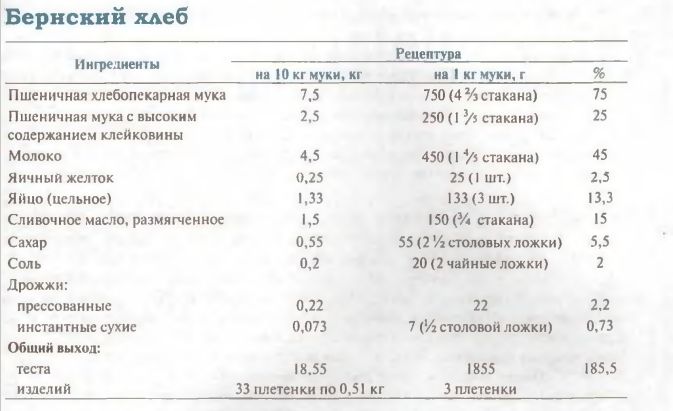 Бернский хлеб
Ингредиенты
Рецептура
на 10 кг муки, кг на 1 кг муки, г %
Пшеничная хлебопекарная мука 7,5 750 (4 ⅔ стакана) 75
Пшеничная мука с высоким 2,5 250 (1 ⅗ стакана) 25
содержанием клейковины
Молоко 4,5 450 (1 ⅘ стакана) 45
Яичный желток 0,25 25 (1 шт.) 2,5
Яйцо (цельное) 1,33 133 (3 шт.) 13,3
Сливочное масло, размягченное 1,5 150 (¾ стакана) 15
Сахар 0,55 55 (2 ½ столовых ложки) 5,5
Соль 0,2 20 (2 чайные ложки) 2
Дрожжи:
прессованные 0,22 22 2,2
инстантные сухие 0,073 7 (½ столовой ложки) 0,73
Общий выход:
теста 18,55 1855 185,5
изделий 33 плетенки по 0,51 кг 3 плетенки